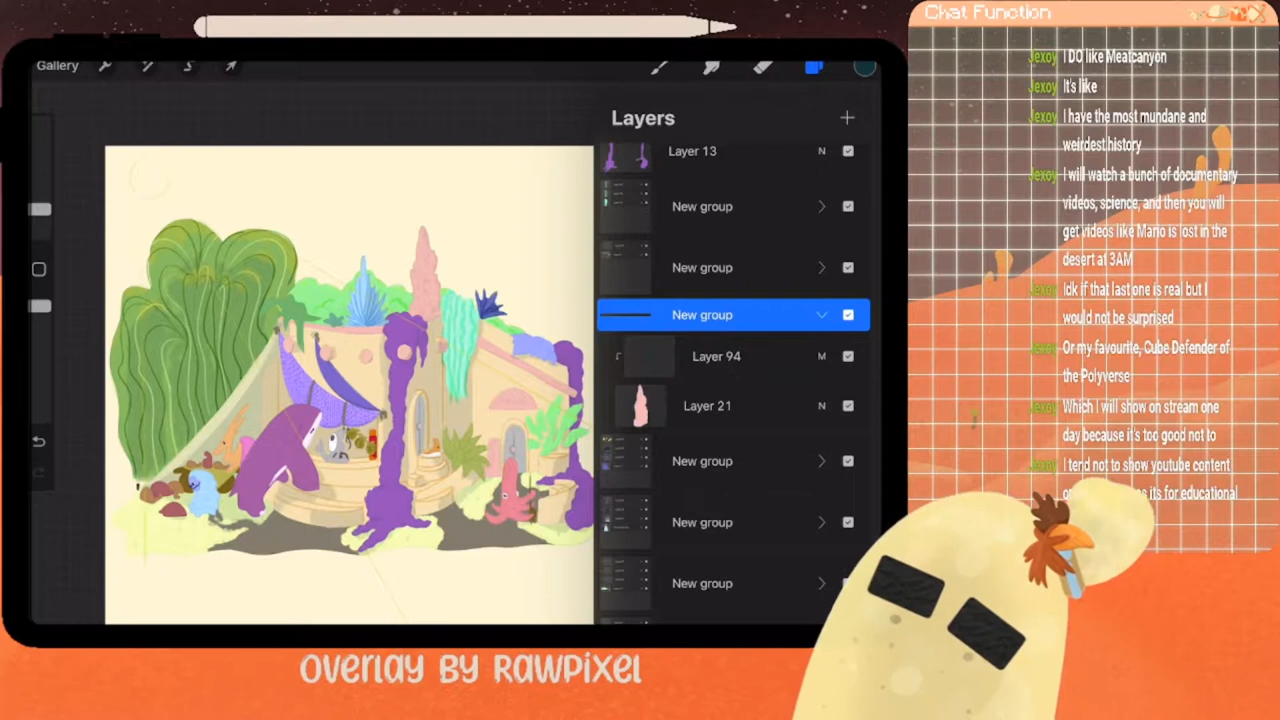 Chat Function
Gallery
Layers
Layer 13
N
New group
New group
New group
Layer 94
M
Layer 21
N
New group
New group
New group
Jexoy I DO like Meatcanyon
Jexoy It's like
Jexoy I have the most mundane and
weirdest history
Jexoy I will watch a bunch of documentary
videos, science, and then you will
get videos like Mario is lost in the
desert at 3AM
Jexoy Ick if that last one is real but I
would not be surprised
Jexoy Or my favourite, Cube Defender of
the Polyverse
Jexoy Which I will show on stream one
day because it's too good not to
Jexoy I tend not to show youtube content
its for educational
Overlay by Rawpixel